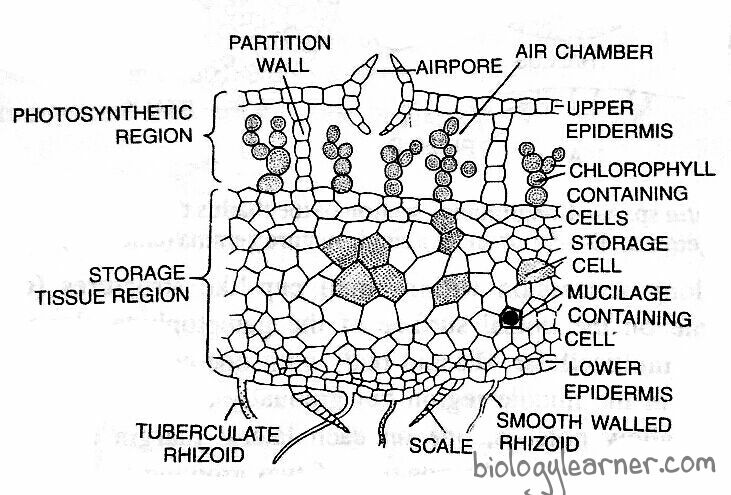 PARTITION
WALL
AIRPORE
AIR CHAMBER
PHOTOSYNTHETIC
REGION
UPPER
EPIDERMIS
CHLOROPHYLL
CONTAINING
CELLS
STORAGE
CELL
STORAGE
TISSUE REGION
MUCILAGE
CONTAINING
CELL
LOWER
EPIDERMIS
TUBERCULATE
RHIZOID
SCALE
SMOOTH WALLED
RHIZOID
biologylearner.com